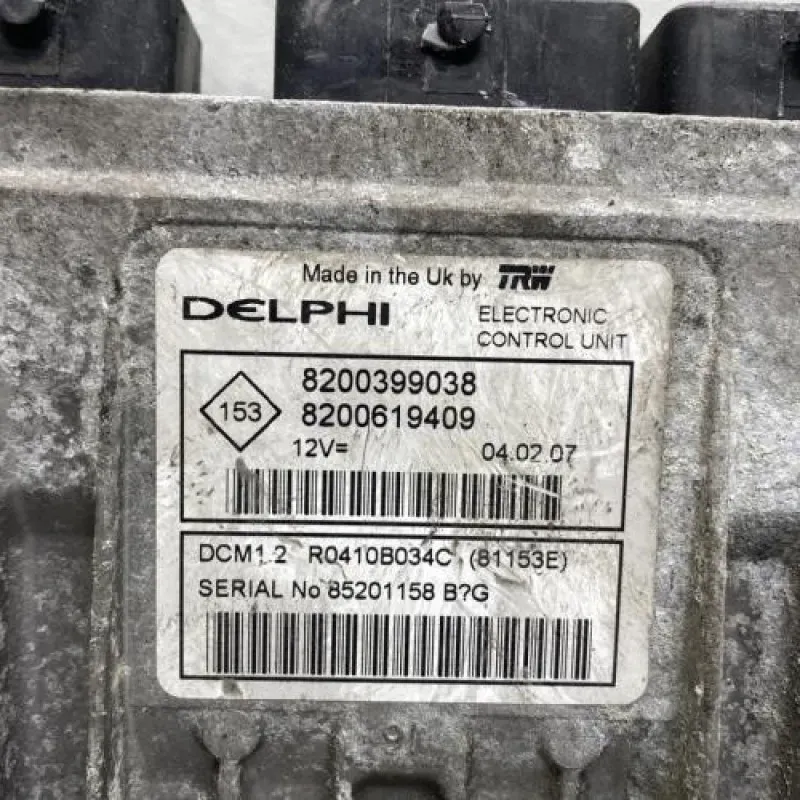 Made in the Uk by TRW
DELPHI
ELECTRONIC
CONTROL UNIT
153
8200399038
8200619409
12V=
04.02.07
DCM1.2 R0410B034C (81153E)
SERIAL No 85201158 B?G
91